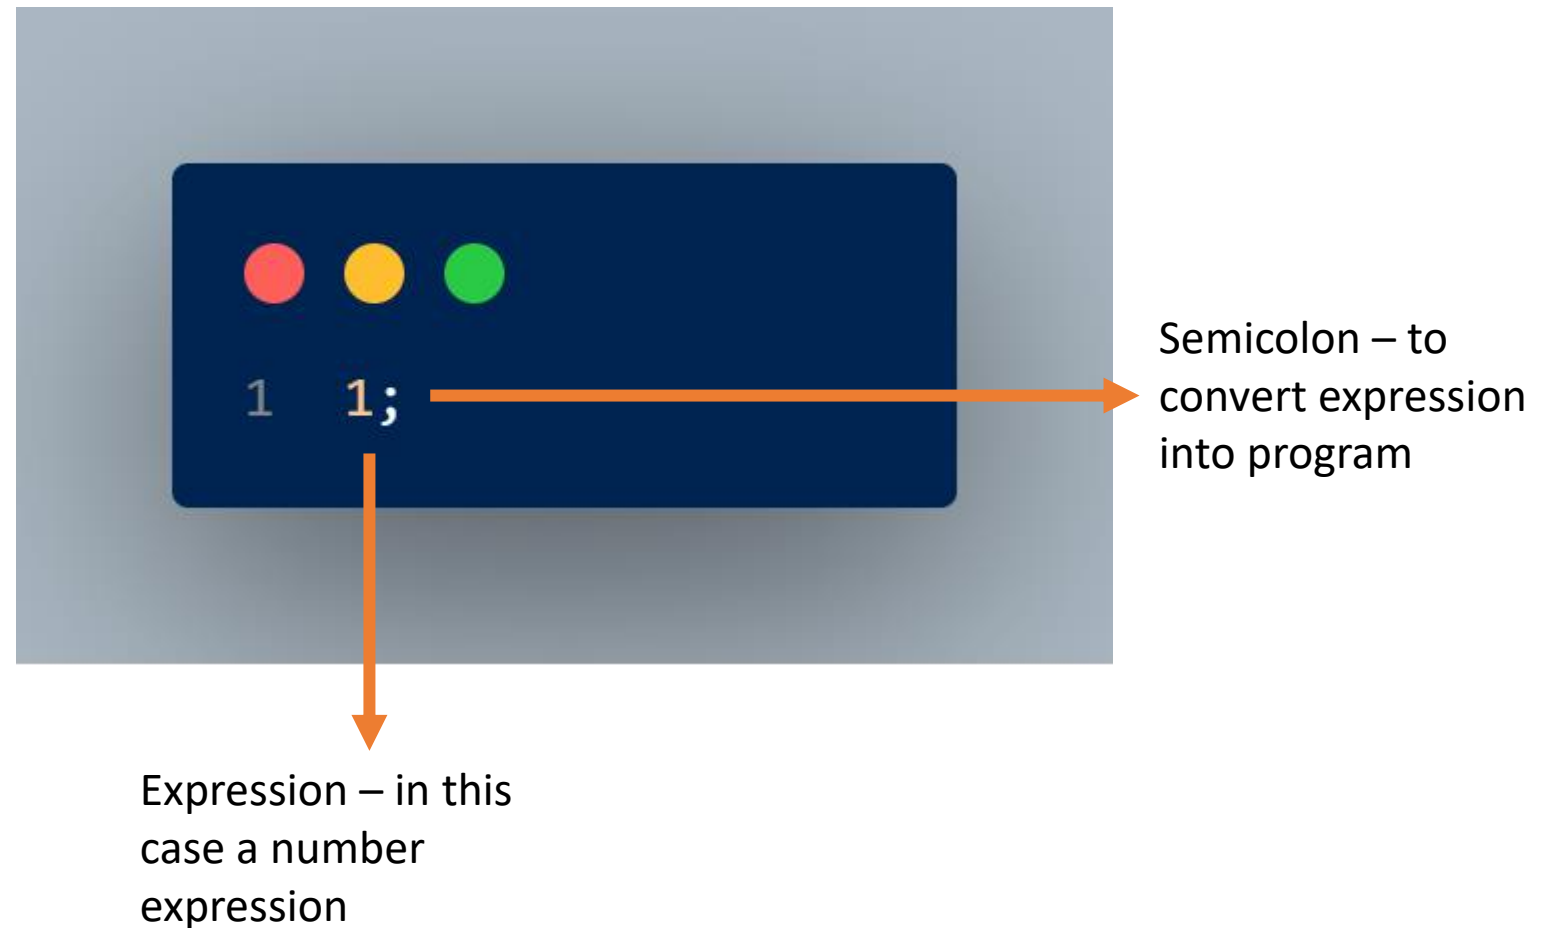 1 1;
Semicolon – to
convert expression
into program
Expression – in this
case a number
expression